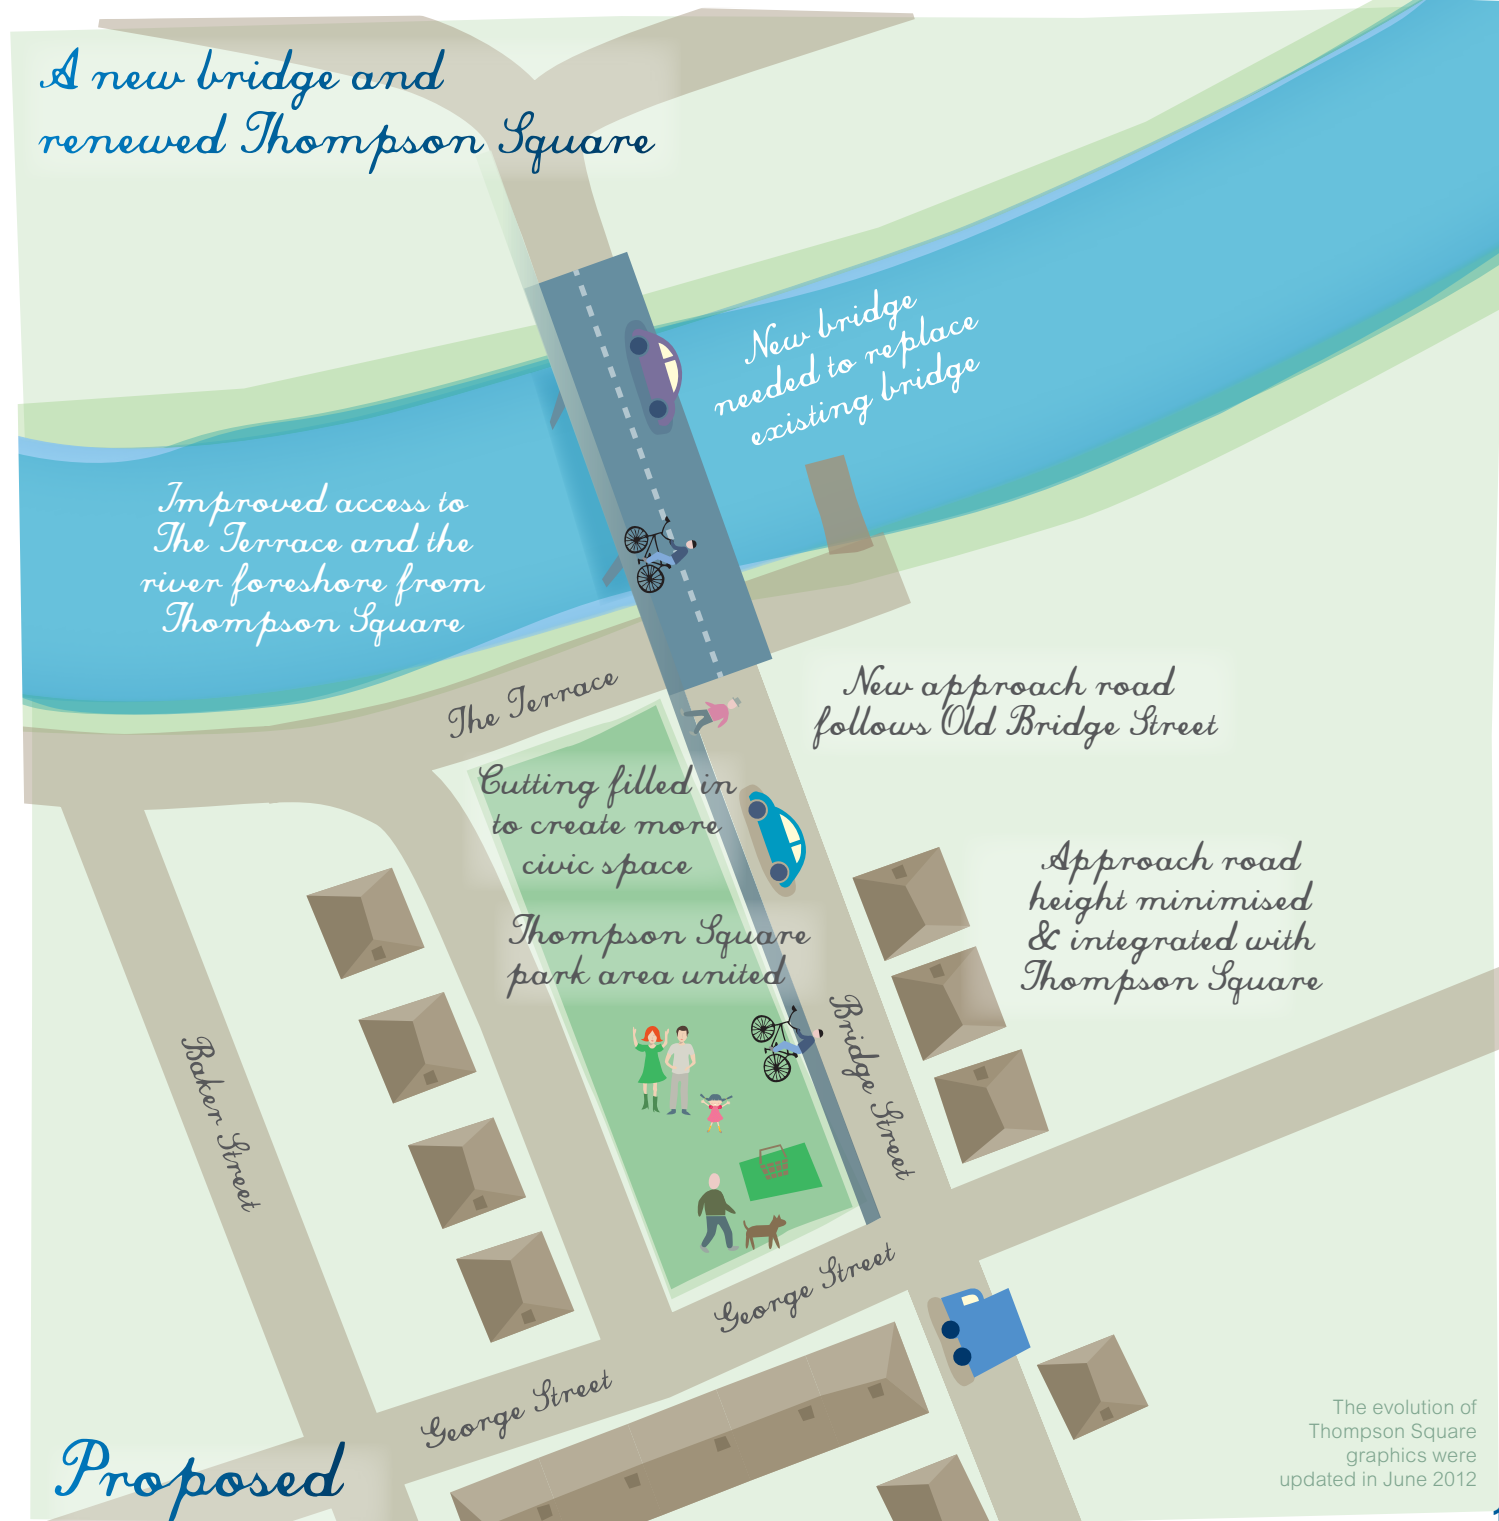 A new bridge and
renewed Thompson Square
New bridge
needed to replace
existing bridge
Improved access to
The Terrace and the
river foreshore from
Thompson Square
The Terrace
New approach road
follows Old Bridge Street
Cutting filled in
to create more
civic space
Approach road
height minimised
& integrated with
Thompson Square
Thompson Square
park area united
Bridge Street
Baker Street
George Street
George Street
Proposed
The evolution of
Thompson Square
graphics were
updated in June 2012